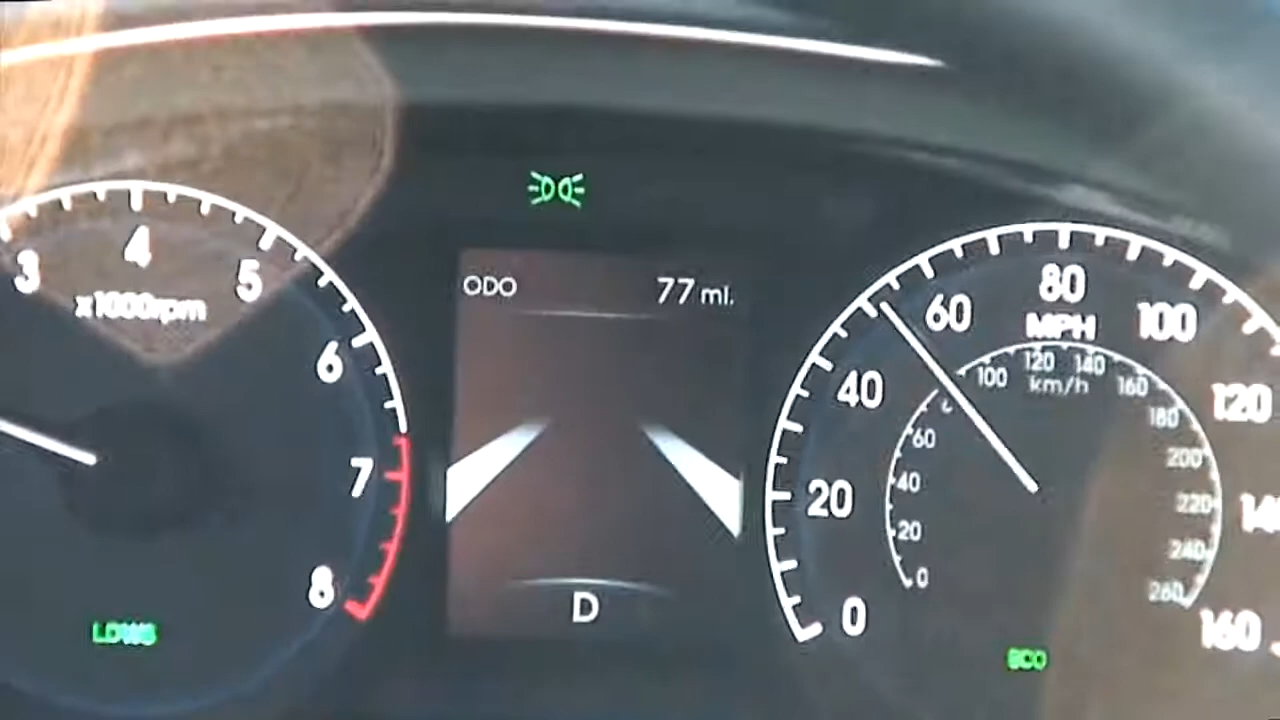 ODO 77 mi.
3 4 5 6 7 8
x1000rpm
LDWS
D
0 20 40 60 80 100 120 160
MPH
0 20 40 60 100 120 140 160 180 200 220 240 260
km/h
ECO